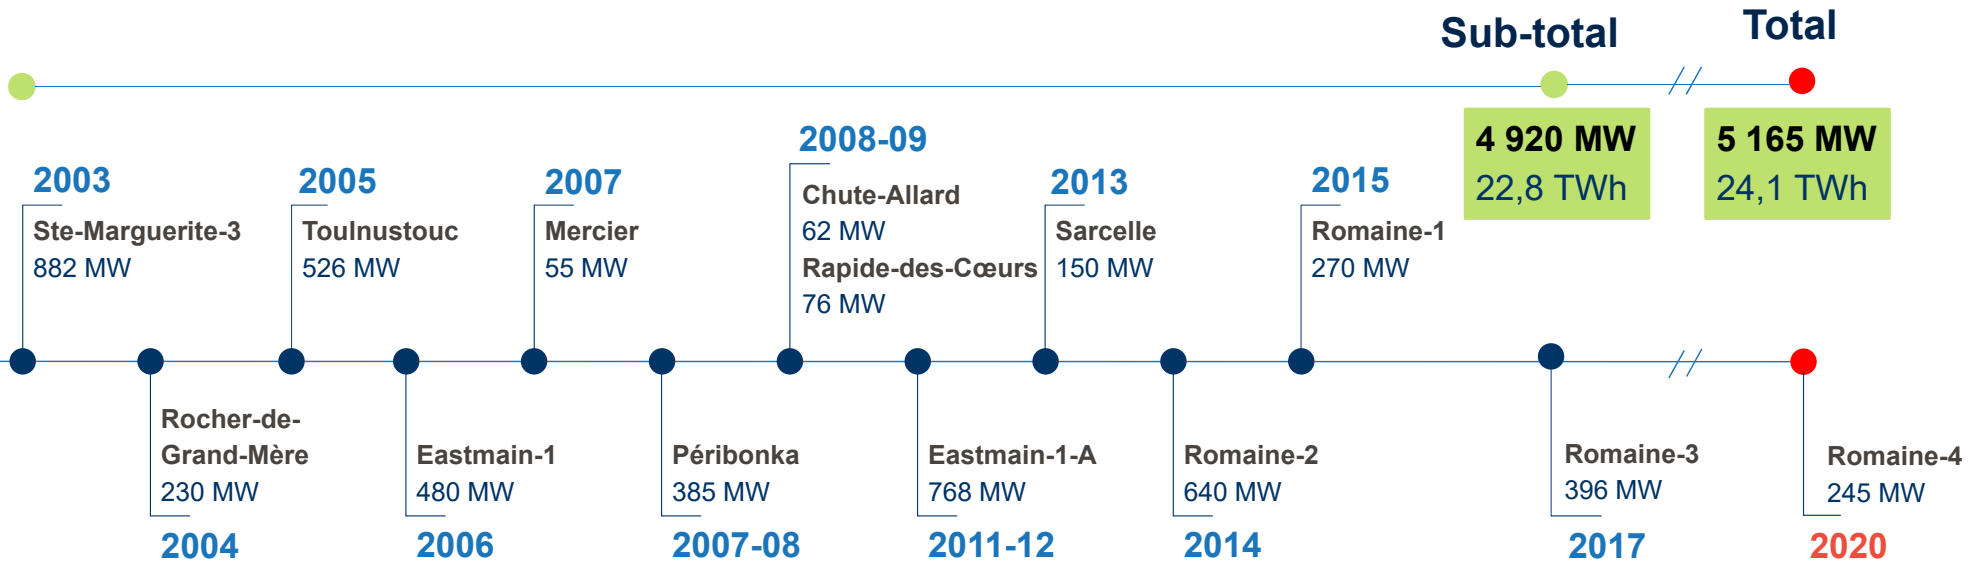 Sub-total
Total
4 920 MW
22,8 TWh
5 165 MW
24,1 TWh
2003
Ste-Marguerite-3
882 MW
2005
Toulnustouc
526 MW
2007
Mercier
55 MW
2008-09
Chute-Allard
62 MW
Rapide-des-Cœurs
76 MW
2013
Sarcelle
150 MW
2015
Romaine-1
270 MW
Rocher-de-
Grand-Mère
230 MW
2004
Eastmain-1
480 MW
2006
Péribonka
385 MW
2007-08
Eastmain-1-A
768 MW
2011-12
Romaine-2
640 MW
2014
Romaine-3
396 MW
2017
Romaine-4
245 MW
2020